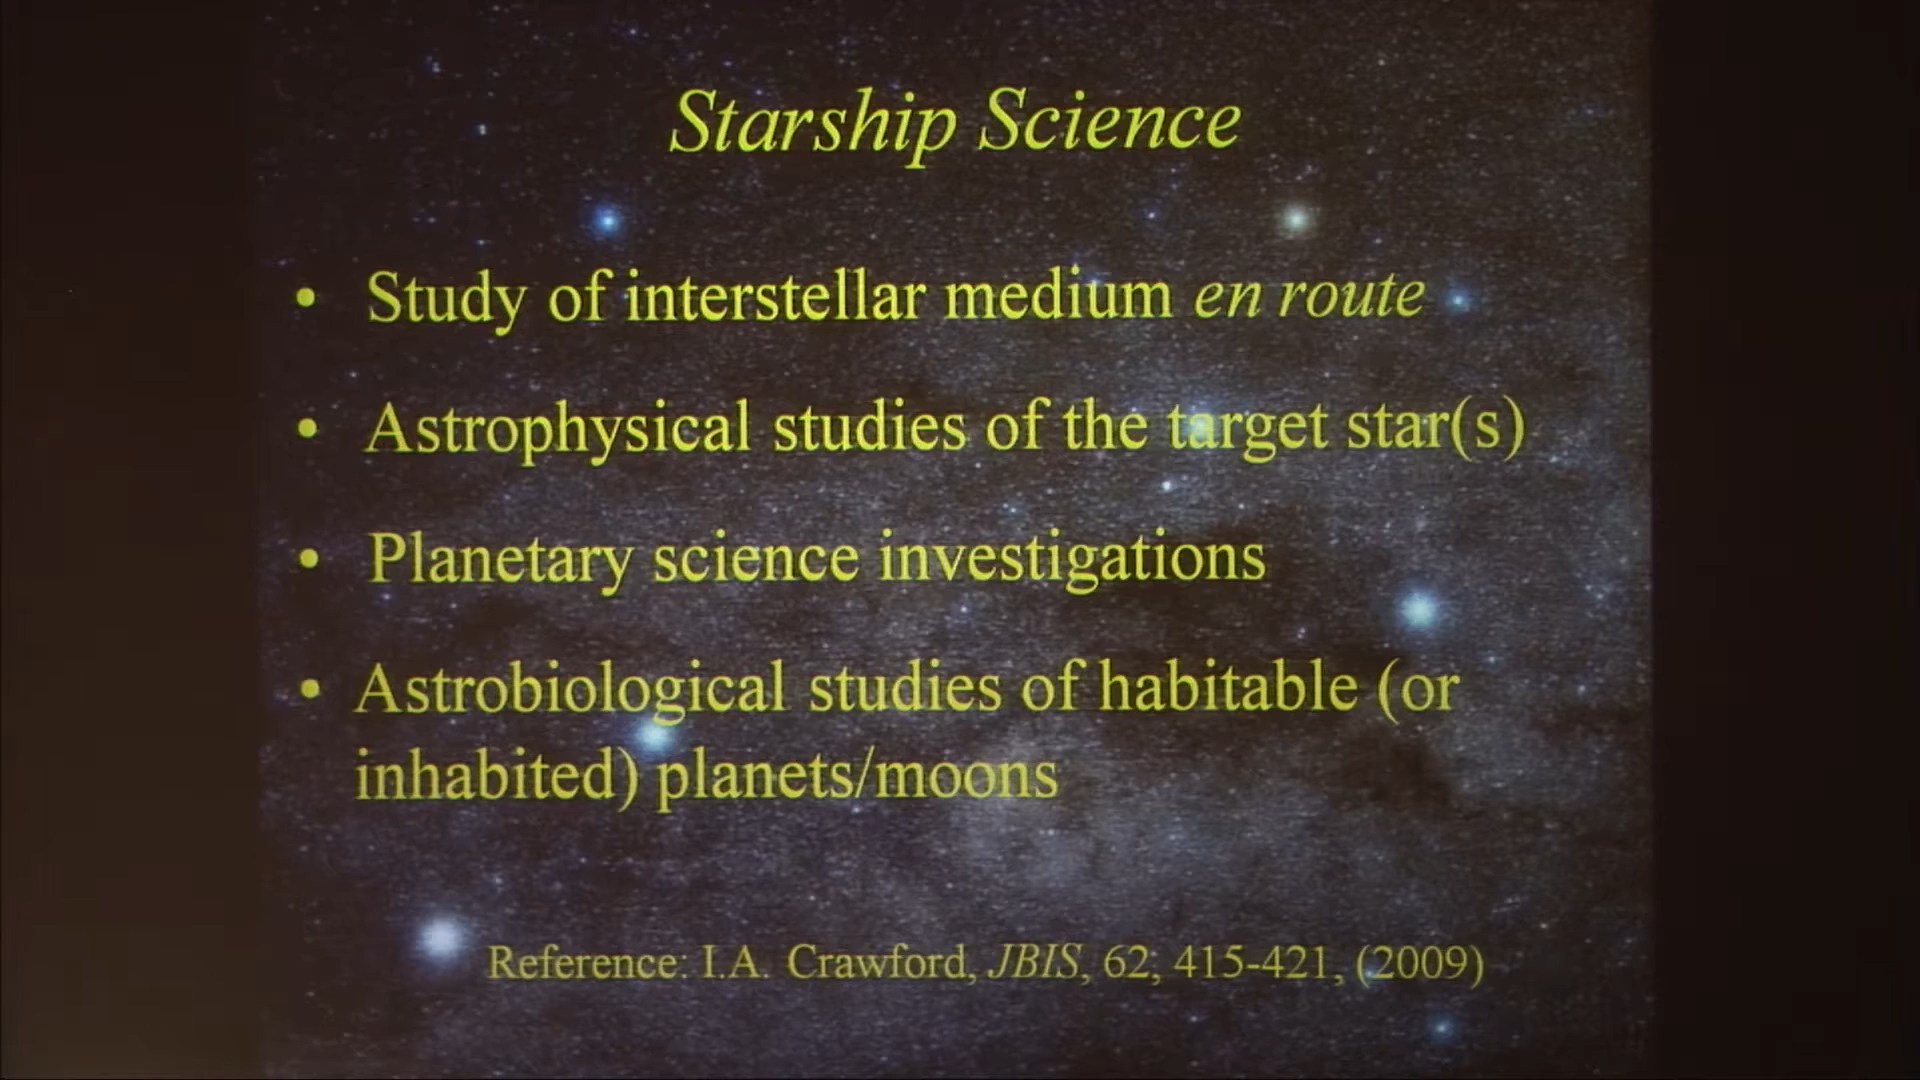 Starship Science
• Study of interstellar medium en route
• Astrophysical studies of the target star(s)
• Planetary science investigations
• Astrobiological studies of habitable (or
inhabited) planets/moons
Reference: I.A. Crawford, JBIS, 62, 415-421, (2009)